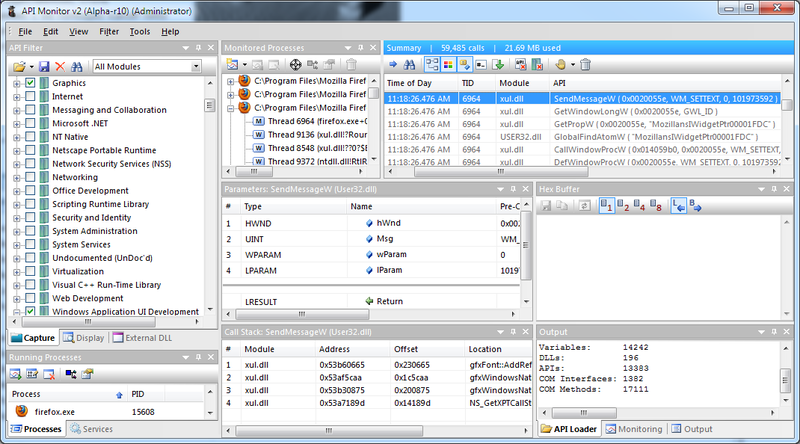 API Monitor v2 (Alpha-r10) (Administrator)
File Edit View Filter Tools Help
API Filter
All Modules
Graphics
Internet
Messaging and Collaboration
Microsoft .NET
NT Native
Netscape Portable Runtime
Network Security Services (NSS)
Networking
Office Development
Scripting Runtime Library
Security and Identity
System Administration
System Services
Undocumented (UnDoc'd)
Virtualization
Visual C++ Run-Time Library
Web Development
Windows Application UI Development
Capture Display External DLL
Running Processes
Process PID
firefox.exe 15608
Processes Services
Monitored Processes
C:\Program Files\Mozilla Firef
C:\Program Files\Mozilla Firef
C:\Program Files\Mozilla Firef
Thread 6964 (firefox.exe+0
Thread 9136 (xul.dll!?Rour
Thread 8548 (xul.dll!??0?$E
Thread 9372 (ntdll.dll!RtlR
Summary | 59,485 calls | 21.69 MB used
Time of Day TID Module API
11:18:26.476 AM 6964 xul.dll SendMessageW ( 0x0020055e, WM_SETTEXT, 0, 101973592 )
11:18:26.476 AM 6964 xul.dll GetWindowLongW ( 0x0020055e, GWL_ID )
11:18:26.476 AM 6964 xul.dll GetPropW ( 0x0020055e, "MozillansIWidgetPtr00001FDC" )
11:18:26.476 AM 6964 USER32.dll GlobalFindAtomW ( "MozillansIWidgetPtr00001FDC" )
11:18:26.476 AM 6964 xul.dll CallWindowProcW ( 0x014059b0, 0x0020055e, WM_SETTEXT,
11:18:26.476 AM 6964 xul.dll DefWindowProcW ( 0x0020055e, WM_SETTEXT, 0, 101973592
Parameters: SendMessageW (User32.dll)
# Type Name Pre-C
1 HWND hWnd 0x002
2 UINT Msg WM_
3 WPARAM wParam 0
4 LPARAM lParam 10197
LRESULT Return
Hex Buffer
1 2 4 8 L B
Call Stack: SendMessageW (User32.dll)
# Module Address Offset Location
1 xul.dll 0x53b60665 0x230665 gfxFont::AddRef
2 xul.dll 0x53af5caa 0x1c5caa gfxWindowsNat
3 xul.dll 0x53b30875 0x200875 gfxWindowsNat
4 xul.dll 0x53a7189d 0x14189d NS_GetXPTCallSt
Output
Variables: 14242
DLLs: 196
APIs: 13383
COM Interfaces: 1382
COM Methods: 17111
API Loader Monitoring Output